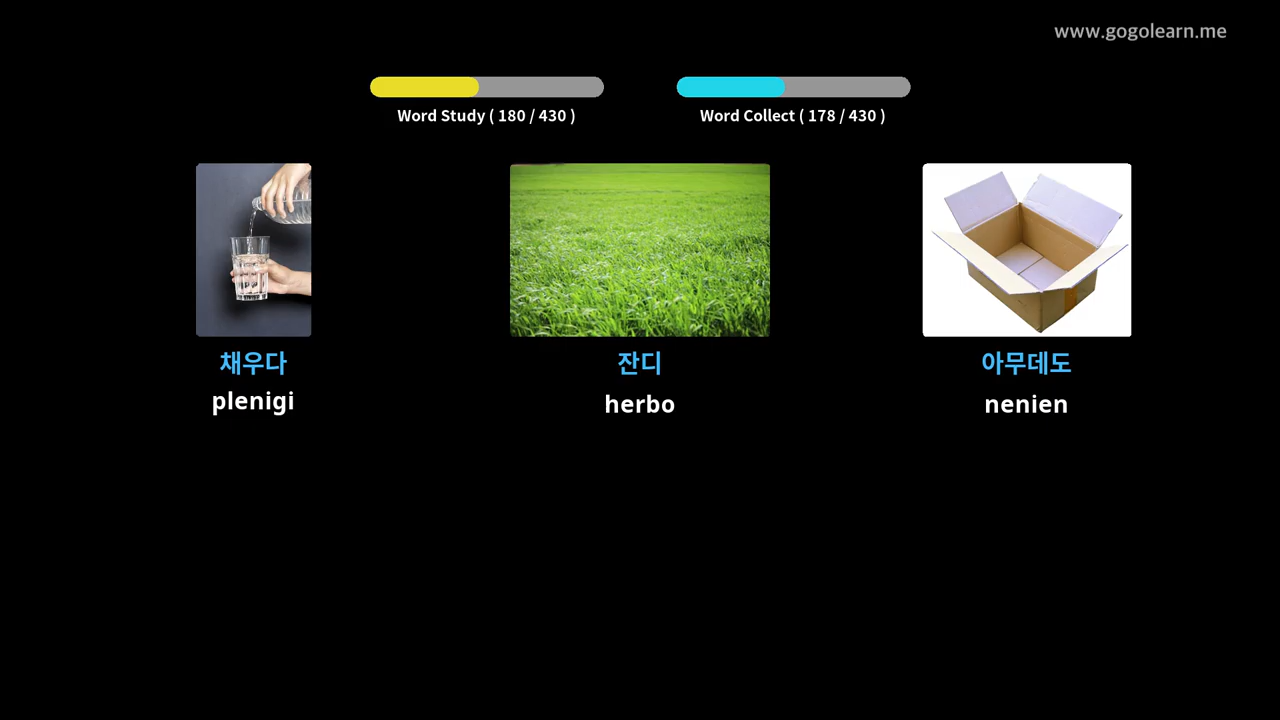 www.gogolearn.me
Word Study ( 180 / 430 )
Word Collect ( 178 / 430 )
채우다
plenigi
잔디
herbo
아무데도
nenien